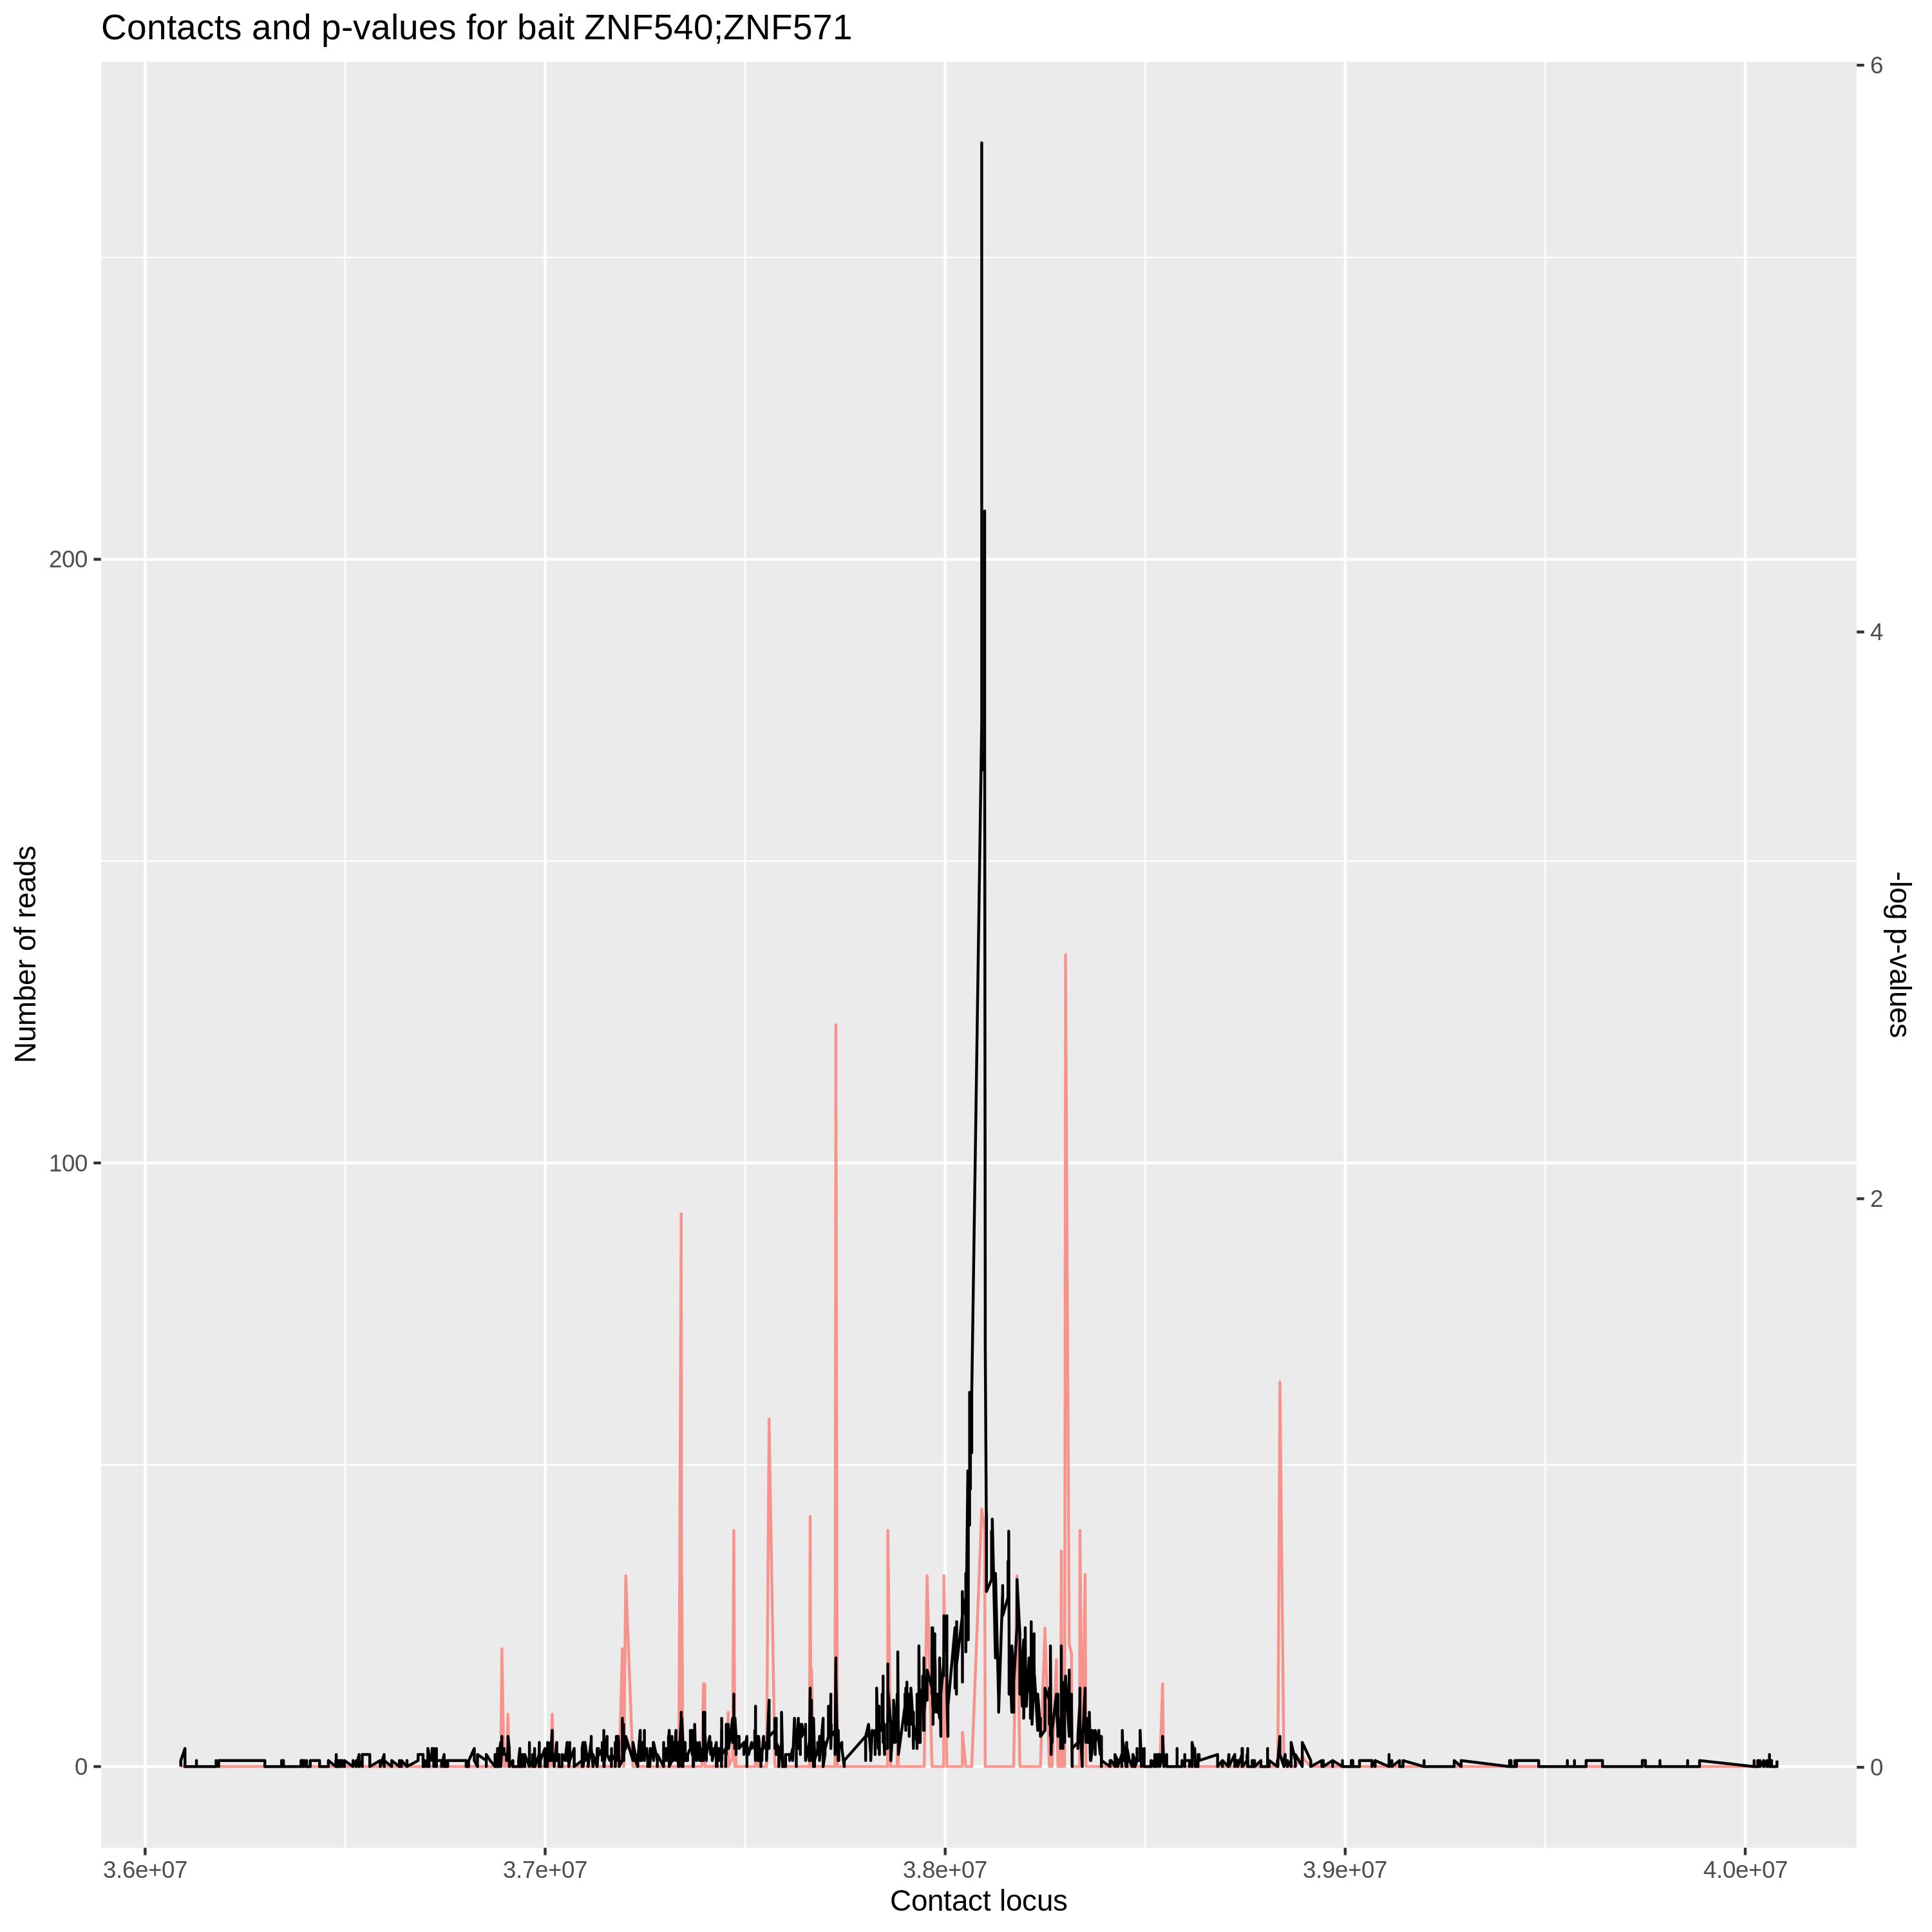 Contacts and p-values for bait ZNF540;ZNF571
6
200
4
Number of reads
-log p-values
100
2
0
0
3.6e+07
3.7e+07
3.8e+07
3.9e+07
4.0e+07
Contact locus